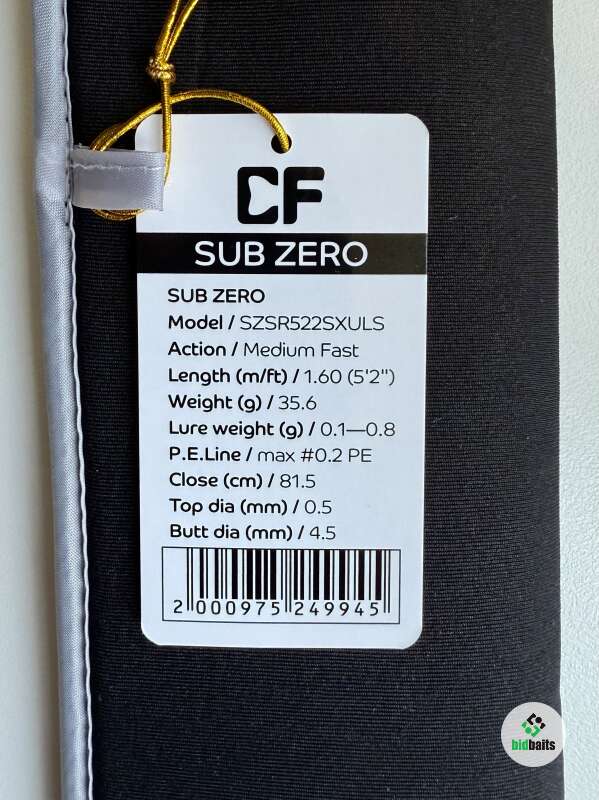 CF
SUB ZERO
SUB ZERO
Model / SZSR522SXULS
Action / Medium Fast
Length (m/ft) / 1.60 (5'2")
Weight (g) / 35.6
Lure weight (g) / 0.1—0.8
P.E.Line / max #0.2 PE
Close (cm) / 81.5
Top dia (mm) / 0.5
Butt dia (mm) / 4.5
2 000975 249945
bidbaits